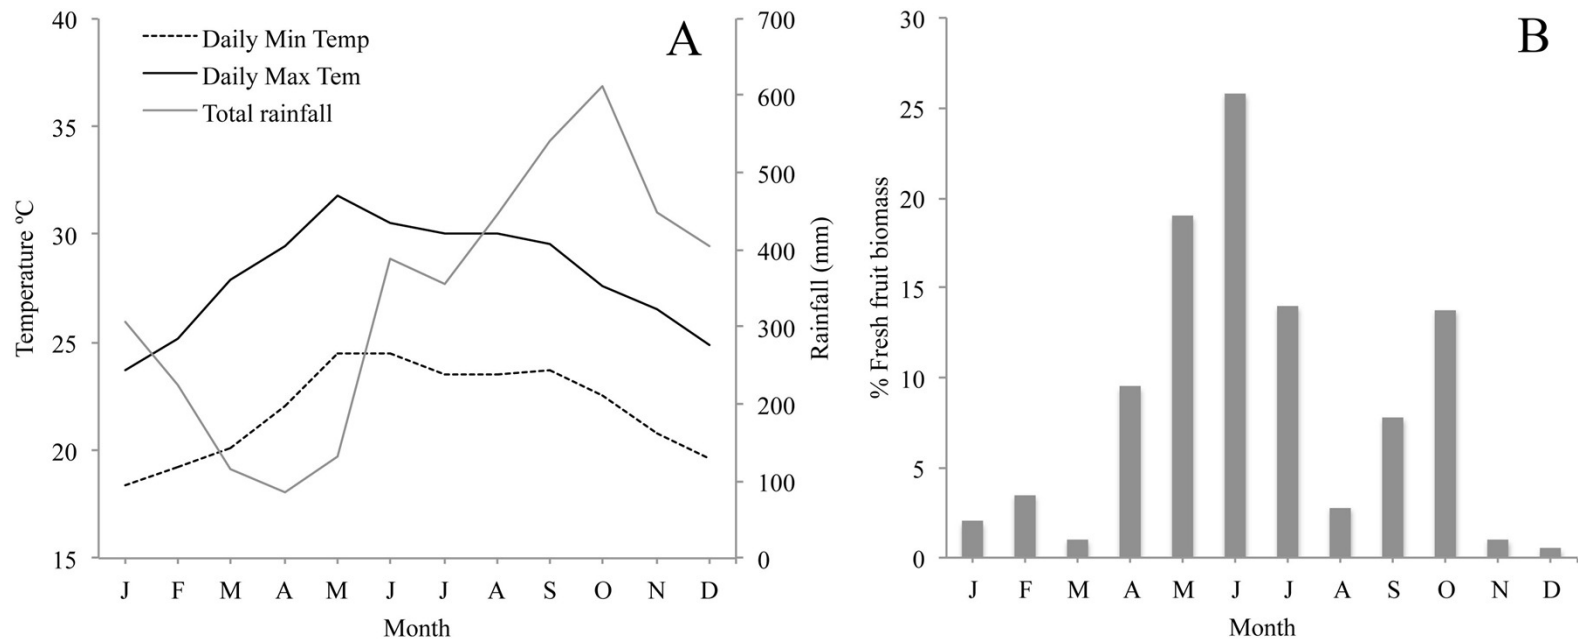 A
Daily Min Temp
Daily Max Tem
Total rainfall
Temperature ºC
40
35
30
25
20
15
Rainfall (mm)
700
600
500
400
300
200
100
0
J F M A M J J A S O N D
Month
B
% Fresh fruit biomass
30
25
20
15
10
5
0
J F M A M J J A S O N D
Month